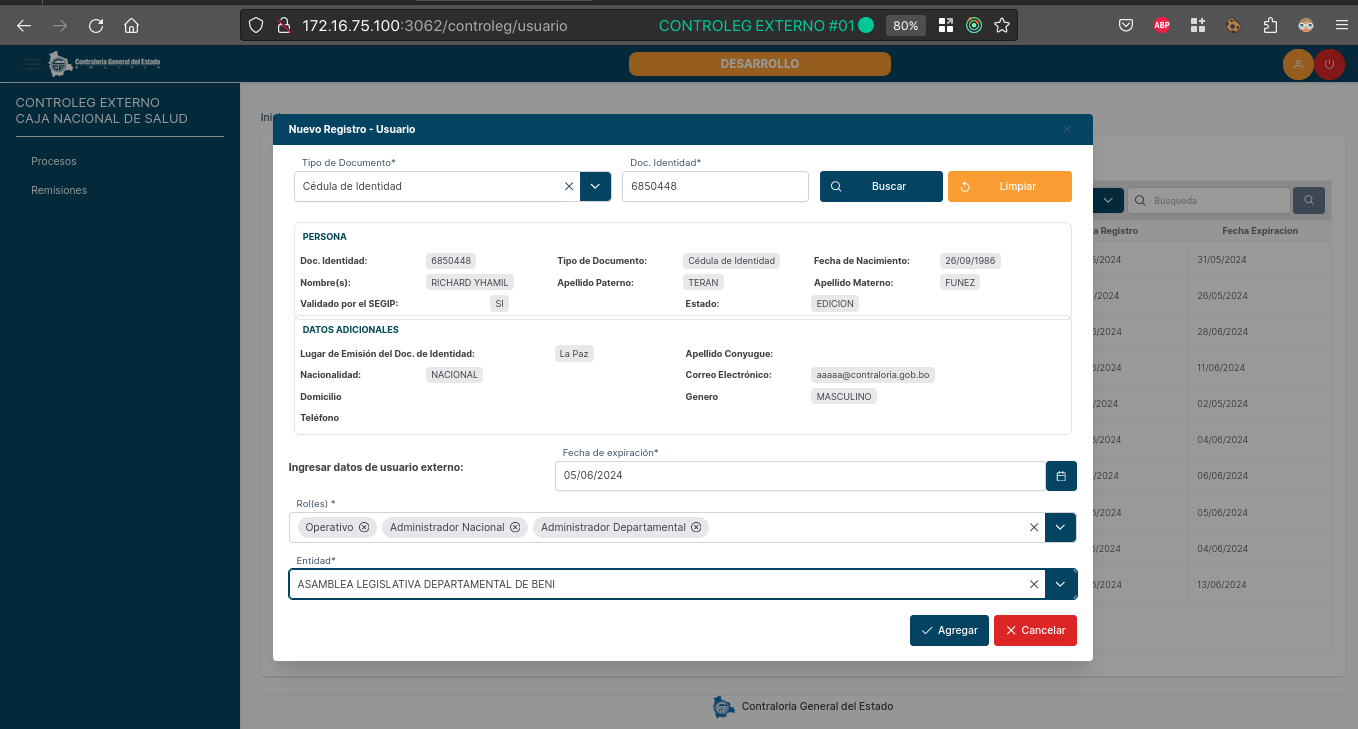 172.16.75.100:3062/controleg/usuario CONTROLEG EXTERNO #01 80% ABP
Contraloría General del Estado
DESARROLLO
CONTROLEG EXTERNO
CAJA NACIONAL DE SALUD
Procesos
Remisiones
Nuevo Registro - Usuario
Tipo de Documento* Doc. Identidad*
Cédula de Identidad 6850448 Buscar Limpiar
PERSONA
Doc. Identidad: 6850448 Tipo de Documento: Cédula de Identidad Fecha de Nacimiento: 26/09/1986
Nombre(s): RICHARD YHAMIL Apellido Paterno: TERAN Apellido Materno: FUNEZ
Validado por el SEGIP: SI Estado: EDICION
DATOS ADICIONALES
Lugar de Emisión del Doc. de Identidad: La Paz Apellido Conyugue:
Nacionalidad: NACIONAL Correo Electrónico: aaaaa@contraloria.gob.bo
Domicilio Genero MASCULINO
Teléfono
Ingresar datos de usuario externo:
Fecha de expiración*
05/06/2024
Rol(es) *
Operativo Administrador Nacional Administrador Departamental
Entidad*
ASAMBLEA LEGISLATIVA DEPARTAMENTAL DE BENI
Agregar Cancelar
Búsqueda
a Registro Fecha Expiracion
5/2024 31/05/2024
/2024 26/05/2024
6/2024 28/06/2024
5/2024 11/06/2024
/2024 02/05/2024
6/2024 04/06/2024
6/2024 06/06/2024
6/2024 05/06/2024
6/2024 04/06/2024
6/2024 13/06/2024
Contraloría General del Estado